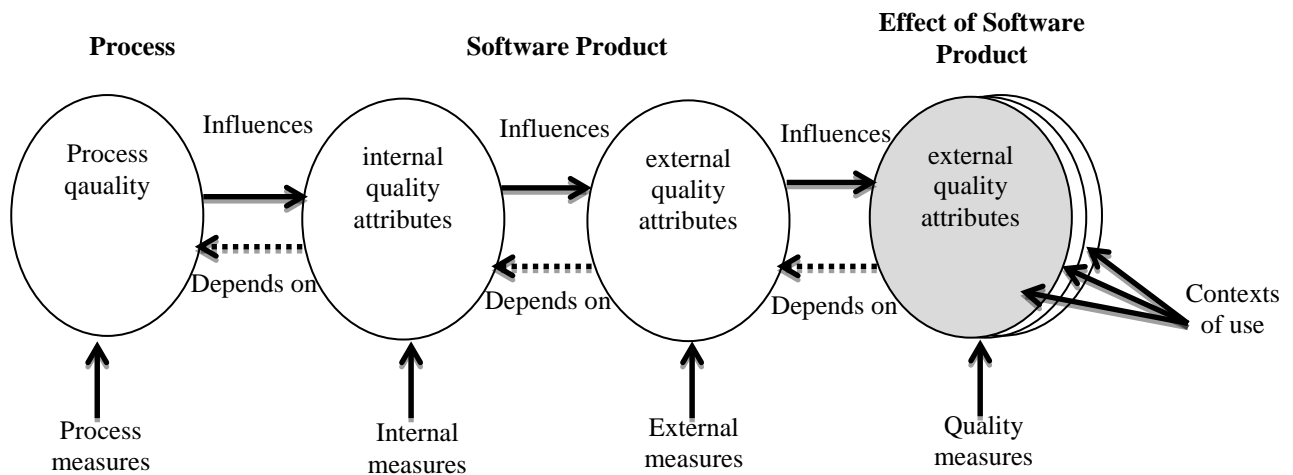 Process
Software Product
Effect of Software
Product
Process
qauality
Influences
Depends on
internal
quality
attributes
Influences
Depends on
external
quality
attributes
Influences
Depends on
external
quality
attributes
Contexts
of use
Process
measures
Internal
measures
External
measures
Quality
measures